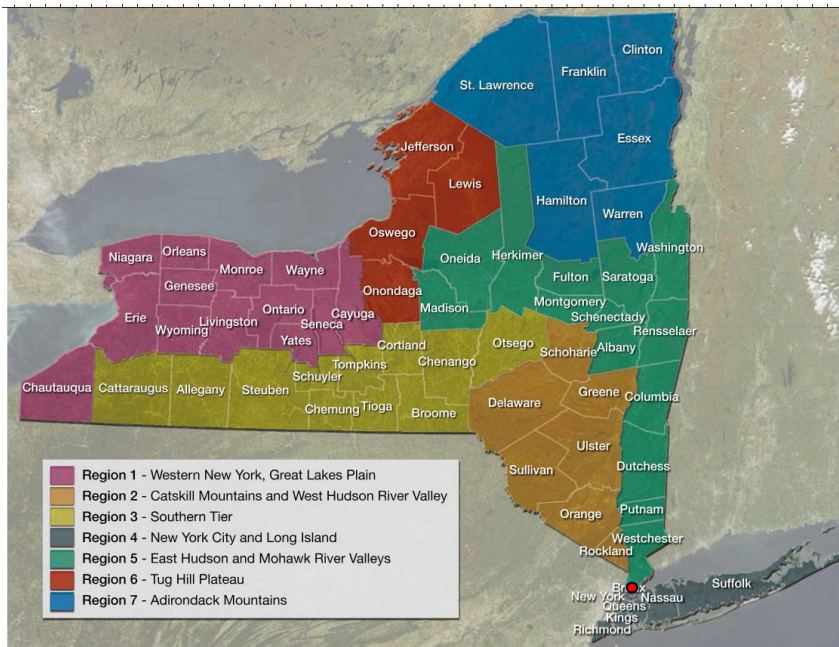 Clinton
Franklin
St. Lawrence
Essex
Jefferson
Lewis
Hamilton
Warren
Oswego
Washington
Niagara
Orleans
Monroe
Wayne
Oneida
Herkimer
Fulton
Saratoga
Genesee
Onondaga
Madison
Montgomery
Erie
Wyoming
Livingston
Ontario
Seneca
Cayuga
Yates
Schenectady
Rensselaer
Cortland
Otsego
Schoharie
Albany
Chautauqua
Cattaraugus
Allegany
Steuben
Schuyler
Tompkins
Chenango
Chemung
Tioga
Broome
Delaware
Greene
Columbia
Ulster
Sullivan
Dutchess
Orange
Putnam
Westchester
Rockland
New York
Nassau
Suffolk
Queens
Kings
Richmond
Region 1 - Western New York, Great Lakes Plain
Region 2 - Catskill Mountains and West Hudson River Valley
Region 3 - Southern Tier
Region 4 - New York City and Long Island
Region 5 - East Hudson and Mohawk River Valleys
Region 6 - Tug Hill Plateau
Region 7 - Adirondack Mountains